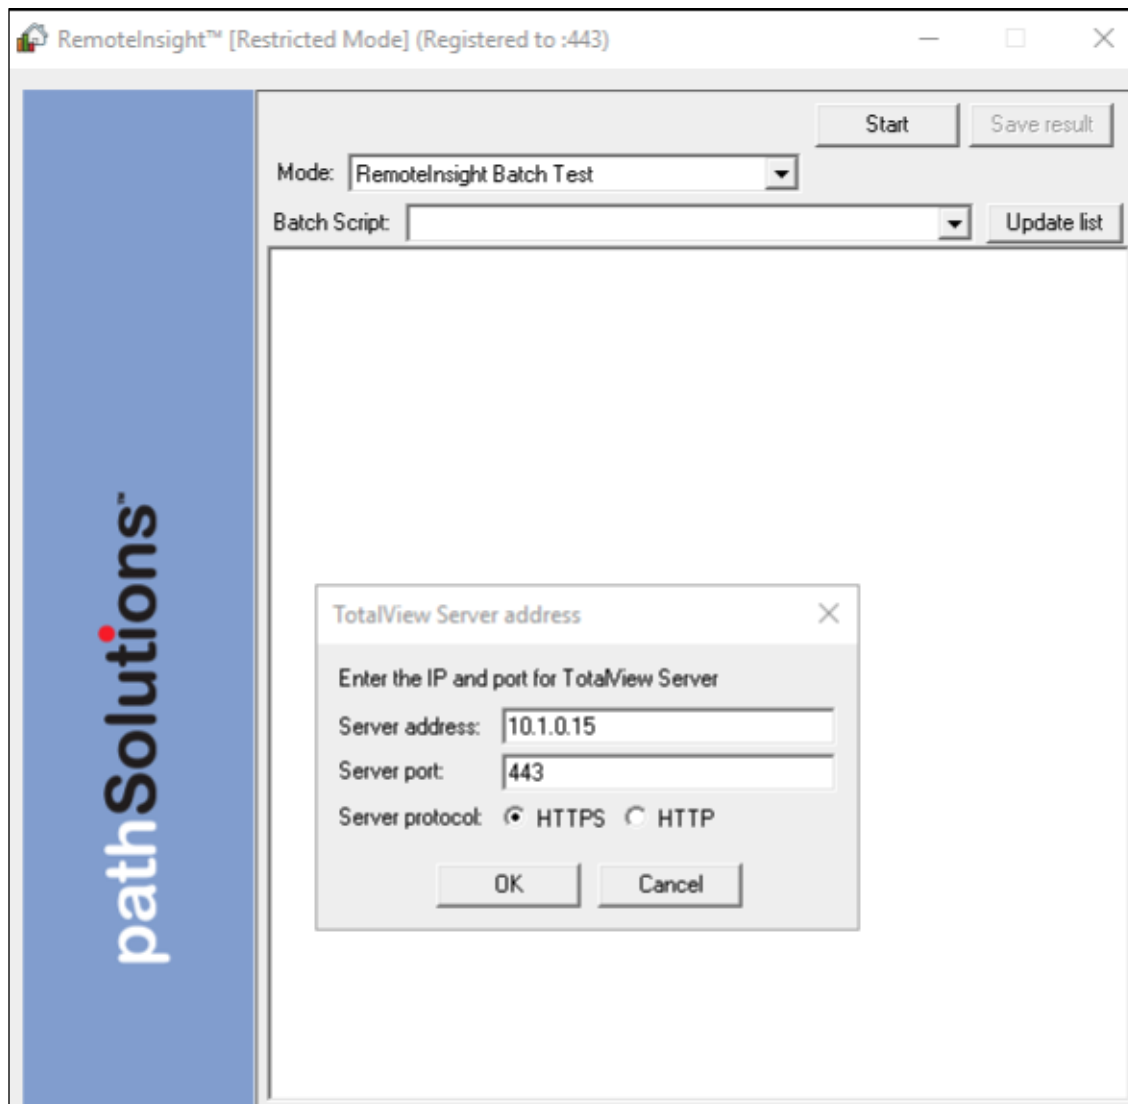 RemoteInsight™ [Restricted Mode] (Registered to :443)
Start
Save result
Mode:
RemoteInsight Batch Test
Batch Script:
Update list
pathSolutions™
TotalView Server address
Enter the IP and port for TotalView Server
Server address:
10.1.0.15
Server port:
443
Server protocol:
HTTPS
HTTP
OK
Cancel